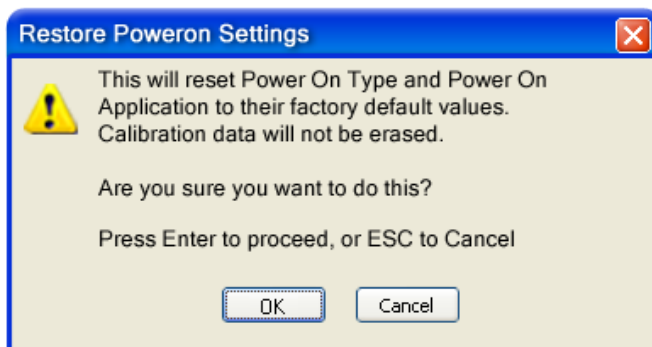 Restore Poweron Settings
This will reset Power On Type and Power On
Application to their factory default values.
Calibration data will not be erased.
Are you sure you want to do this?
Press Enter to proceed, or ESC to Cancel
OK
Cancel